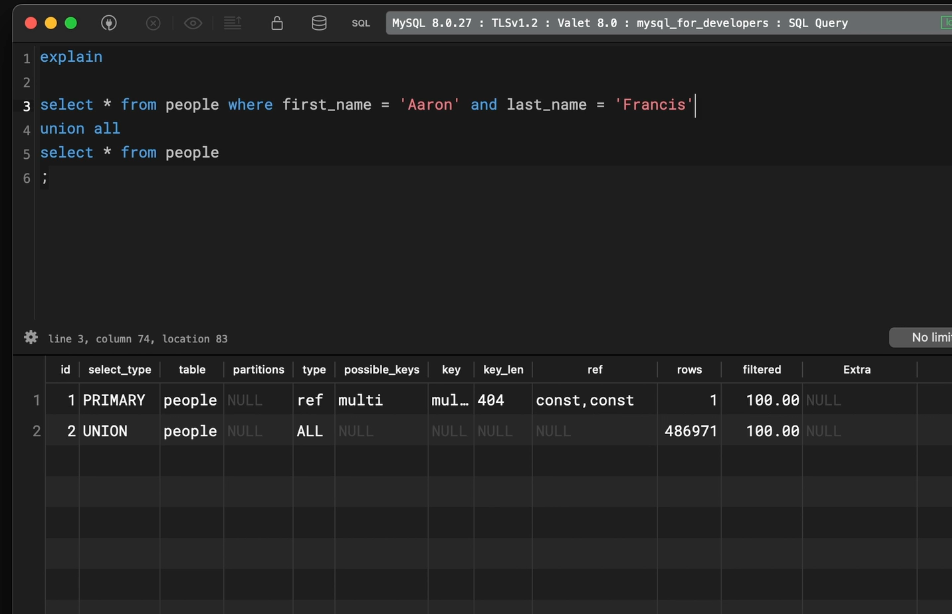 SQL MySQL 8.0.27 : TLSv1.2 : Valet 8.0 : mysql_for_developers : SQL Query
1 explain
2
3 select * from people where first_name = 'Aaron' and last_name = 'Francis'
4 union all
5 select * from people
6 ;
line 3, column 74, location 83 No limi
id select_type table partitions type possible_keys key key_len ref rows filtered Extra
1 1 PRIMARY people NULL ref multi mul… 404 const,const 1 100.00 NULL
2 2 UNION people NULL ALL NULL NULL NULL NULL 486971 100.00 NULL